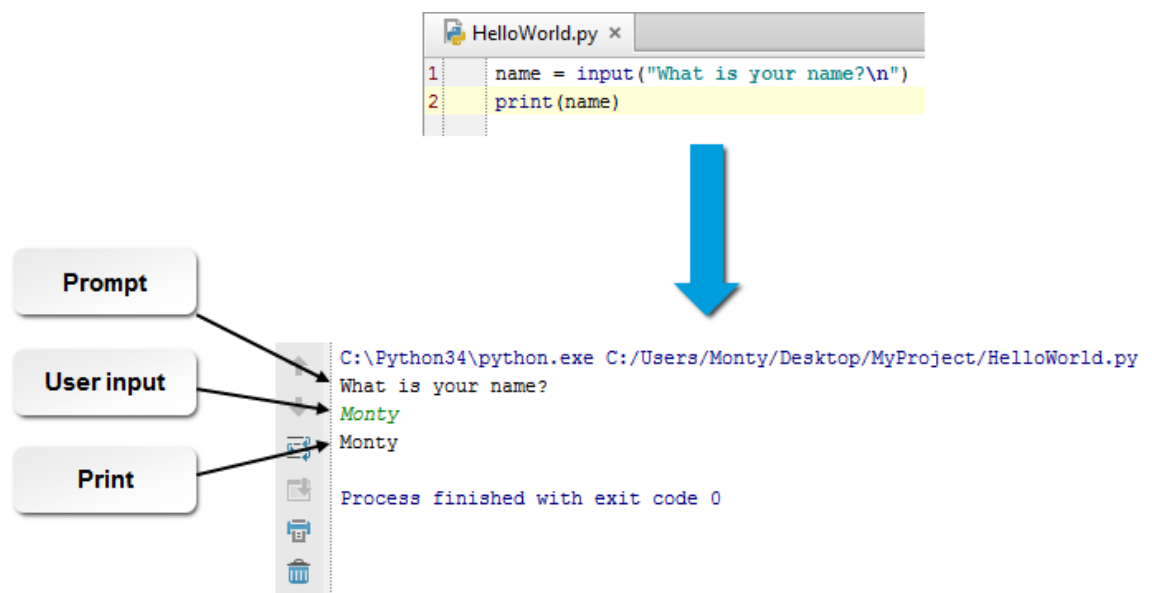 HelloWorld.py ×
1 name = input("What is your name?\n")
2 print(name)
Prompt
User input
Print
C:\Python34\python.exe C:/Users/Monty/Desktop/MyProject/HelloWorld.py
What is your name?
Monty
Monty
Process finished with exit code 0